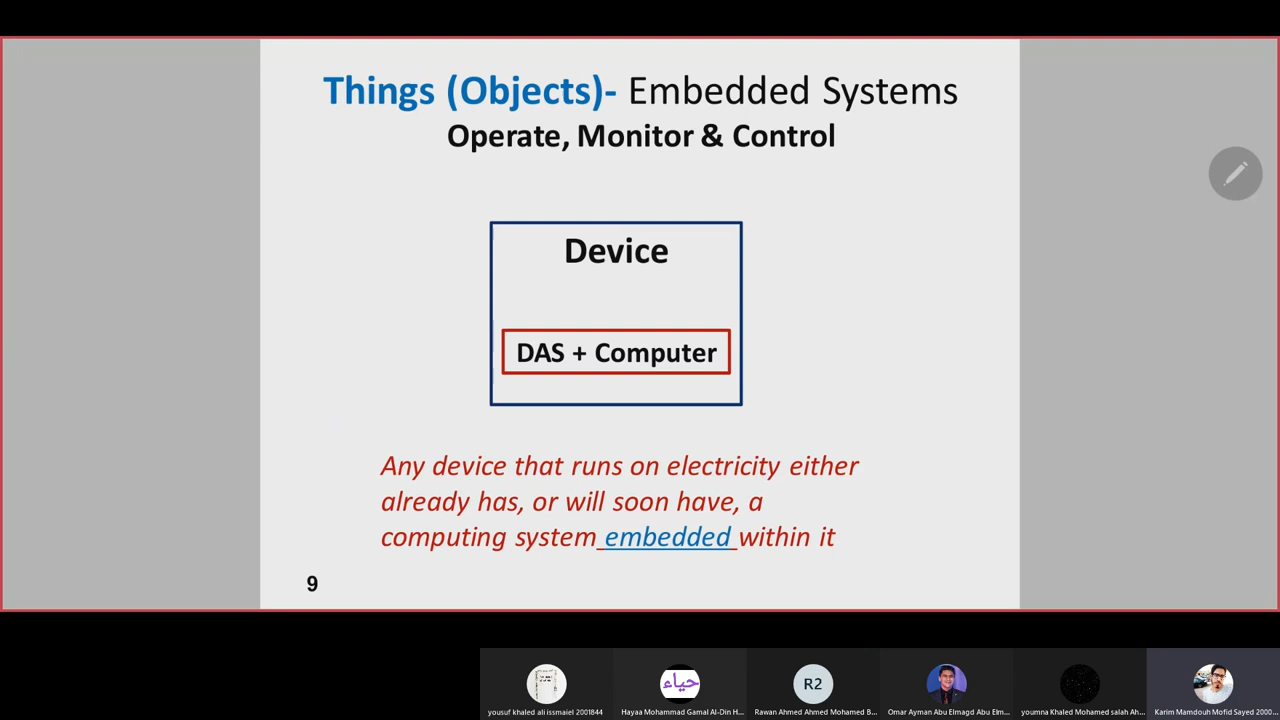 Things (Objects)- Embedded Systems
Operate, Monitor & Control
Device
DAS + Computer
Any device that runs on electricity either
already has, or will soon have, a
computing system embedded within it
9
حياء
R2
yousuf khaled ali issmaiel 2001844
Hayaa Mohammad Gamal Al-Din H...
Rawan Ahmed Ahmed Mohamed B...
Omar Ayman Abu Elmagd Abu Elm...
youmna Khaled Mohamed salah Ah...
Karim Mamdouh Mofid Sayed 2000...